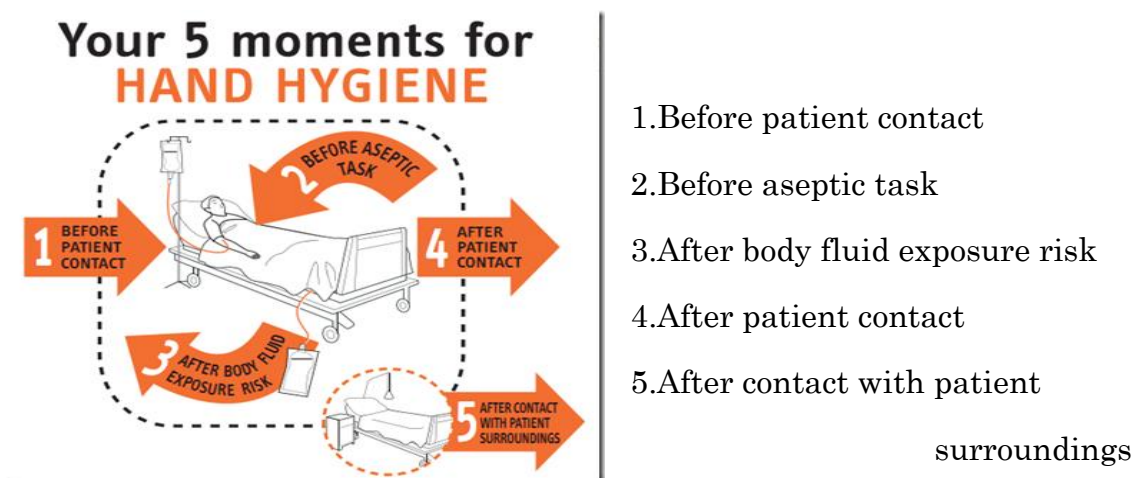 Your 5 moments for
HAND HYGIENE
2 BEFORE ASEPTIC
TASK
1 BEFORE
PATIENT
CONTACT
4 AFTER
PATIENT
CONTACT
3 AFTER BODY FLUID
EXPOSURE RISK
5 AFTER CONTACT
WITH PATIENT
SURROUNDINGS
1.Before patient contact
2.Before aseptic task
3.After body fluid exposure risk
4.After patient contact
5.After contact with patient
surroundings